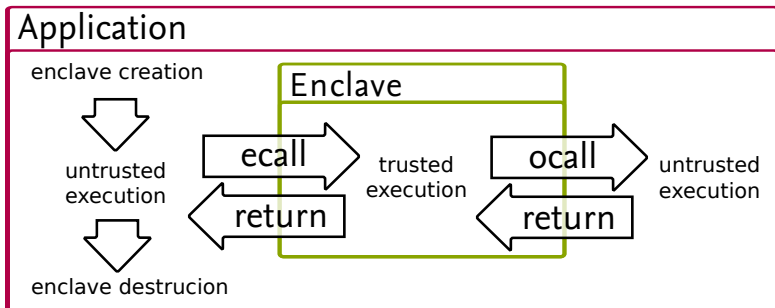 Application
enclave creation
Enclave
ecall
ocall
untrusted
execution
trusted
execution
untrusted
execution
return
return
enclave destrucion